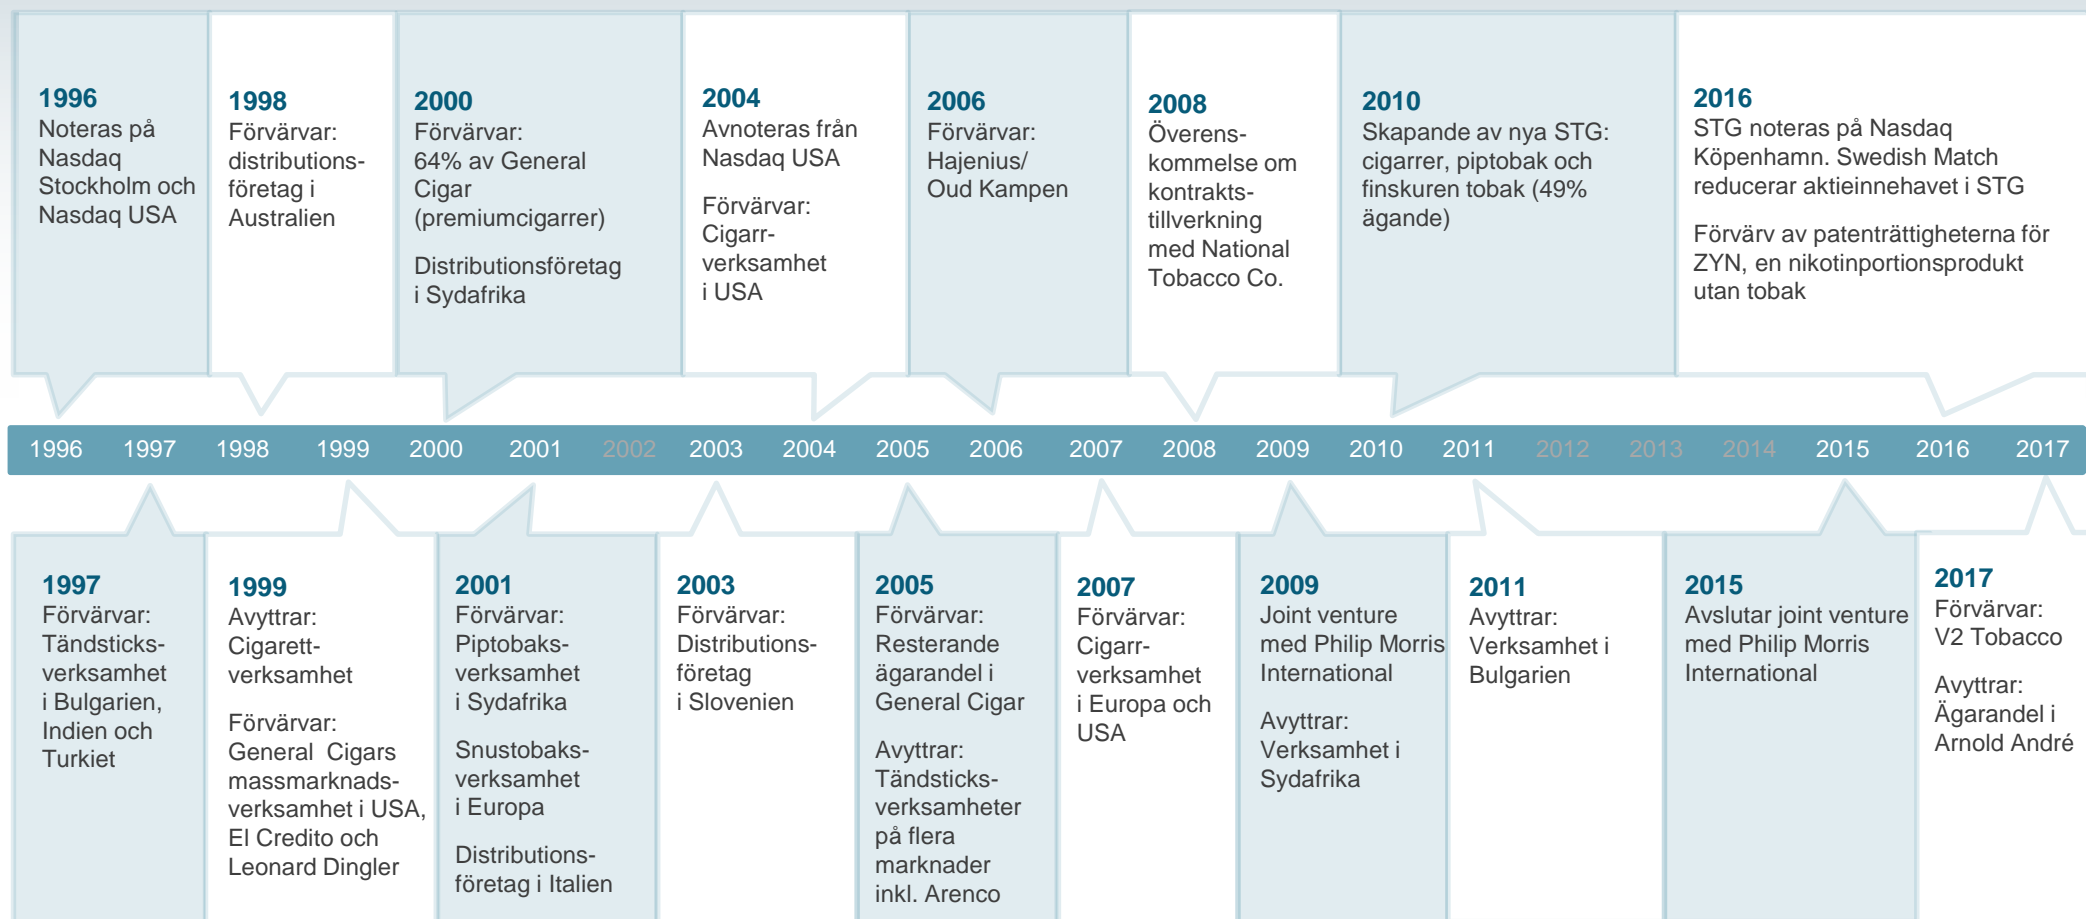 1996
Noteras på
Nasdaq
Stockholm och
Nasdaq USA
1998
Förvärvar:
distributions-
företag i
Australien
2000
Förvärvar:
64% av General
Cigar
(premiumcigarrer)
Distributionsföretag
i Sydafrika
2004
Avnoteras från
Nasdaq USA
Förvärvar:
Cigarr-
verksamhet
i USA
2006
Förvärvar:
Hajenius/
Oud Kampen
2008
Överens-
kommelse om
kontrakts-
tillverkning
med National
Tobacco Co.
2010
Skapande av nya STG:
cigarrer, piptobak och
finskuren tobak (49%
ägande)
2016
STG noteras på Nasdaq
Köpenhamn. Swedish Match
reducerar aktieinnehavet i STG
Förvärv av patenträttigheterna för
ZYN, en nikotinportionsprodukt
utan tobak
1996 1997 1998 1999 2000 2001 2002 2003 2004 2005 2006 2007 2008 2009 2010 2011 2012 2013 2014 2015 2016 2017
1997
Förvärvar:
Tändsticks-
verksamhet
i Bulgarien,
Indien och
Turkiet
1999
Avyttrar:
Cigarett-
verksamhet
Förvärvar:
General Cigars
massmarknads-
verksamhet i USA,
El Credito och
Leonard Dingler
2001
Förvärvar:
Piptobaks-
verksamhet
i Sydafrika
Snustobaks-
verksamhet
i Europa
Distributions-
företag i Italien
2003
Förvärvar:
Distributions-
företag
i Slovenien
2005
Förvärvar:
Resterande
ägarandel i
General Cigar
Avyttrar:
Tändsticks-
verksamheter
på flera
marknader
inkl. Arenco
2007
Förvärvar:
Cigarr-
verksamhet
i Europa och
USA
2009
Joint venture
med Philip Morris
International
Avyttrar:
Verksamhet i
Sydafrika
2011
Avyttrar:
Verksamhet i
Bulgarien
2015
Avslutar joint venture
med Philip Morris
International
2017
Förvärvar:
V2 Tobacco
Avyttrar:
Ägarandel i
Arnold André